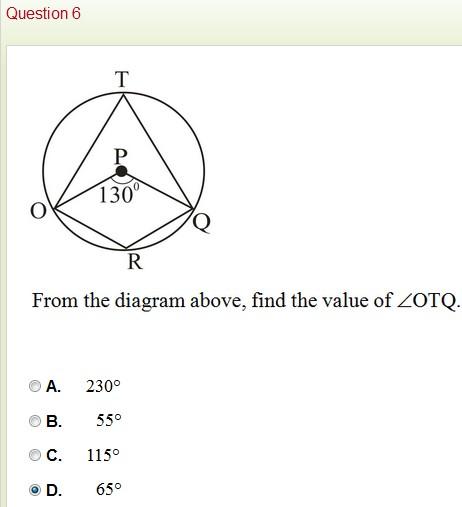 Question 6
T
P
130⁰
O
Q
R
From the diagram above, find the value of ∠OTQ.
A. 230°
B. 55°
C. 115°
D. 65°